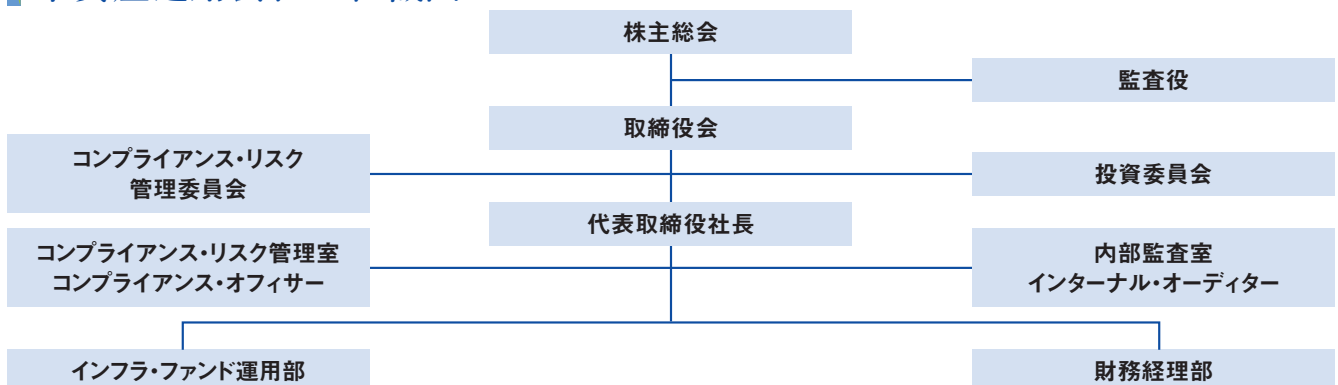 株主総会
監査役
取締役会
コンプライアンス・リスク
管理委員会
投資委員会
代表取締役社長
コンプライアンス・リスク管理室
コンプライアンス・オフィサー
内部監査室
インターナル・オーディター
インフラ・ファンド運用部
財務経理部